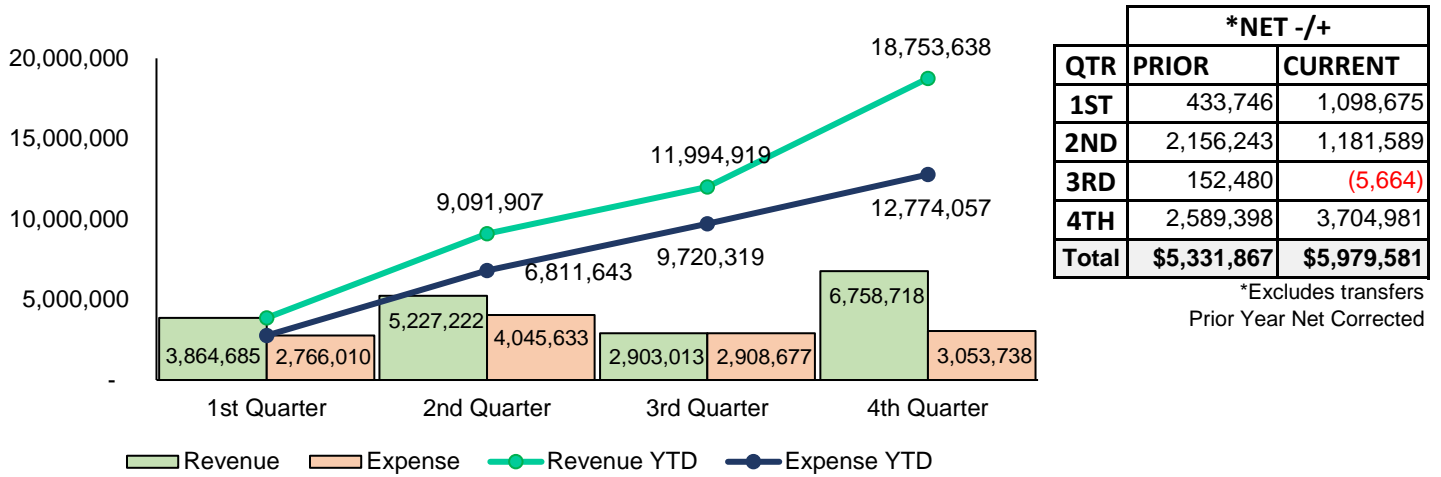 20,000,000
15,000,000
10,000,000
5,000,000
-
18,753,638
11,994,919
9,091,907
12,774,057
9,720,319
6,811,643
3,864,685
2,766,010
5,227,222
4,045,633
2,903,013
2,908,677
6,758,718
3,053,738
1st Quarter 2nd Quarter 3rd Quarter 4th Quarter
Revenue Expense Revenue YTD Expense YTD
*NET -/+
QTR PRIOR CURRENT
1ST 433,746 1,098,675
2ND 2,156,243 1,181,589
3RD 152,480 (5,664)
4TH 2,589,398 3,704,981
Total $5,331,867 $5,979,581
*Excludes transfers
Prior Year Net Corrected